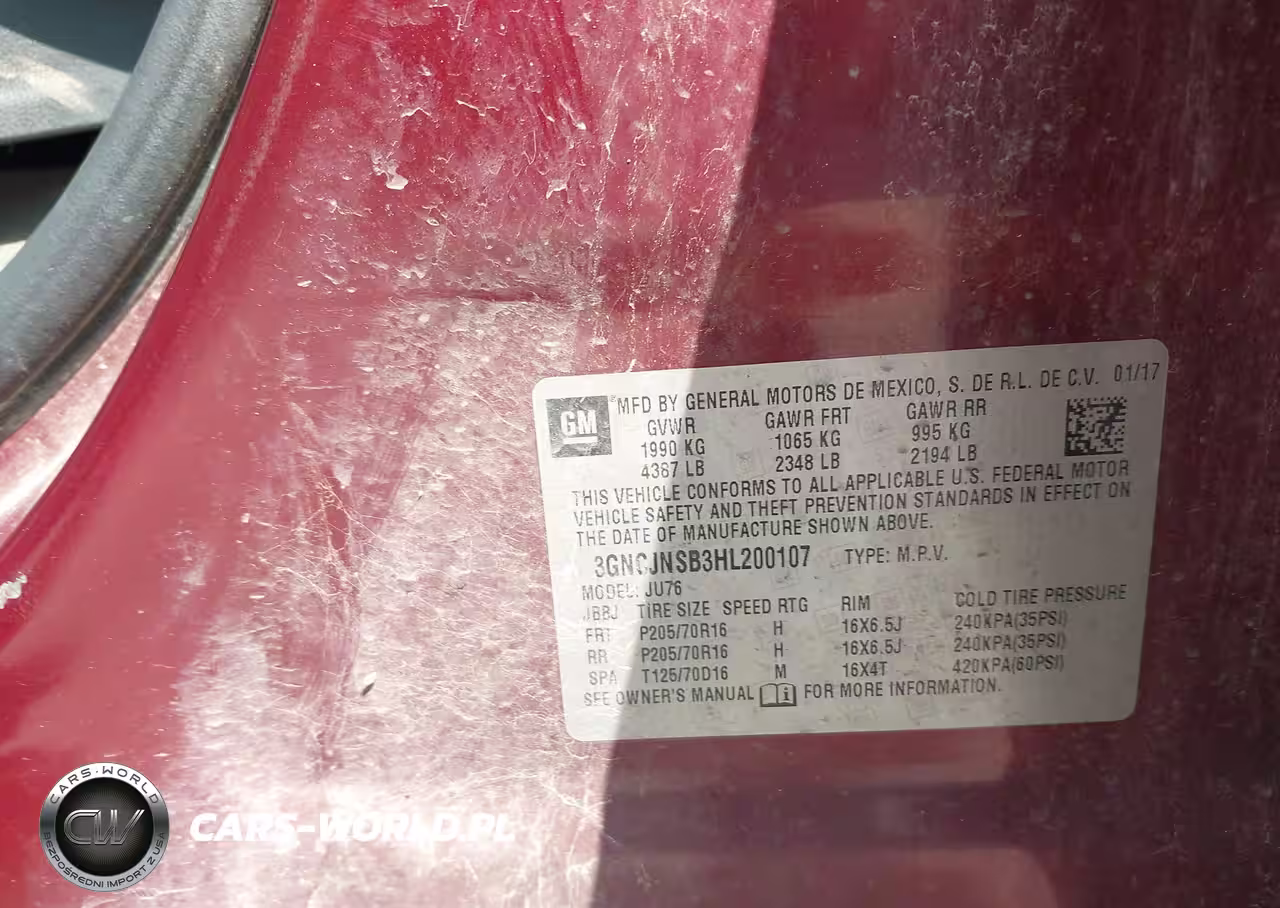 GM
MFD BY GENERAL MOTORS DE MEXICO, S. DE R.L. DE C.V. 01/17
GVWR GAWR FRT GAWR RR
1990 KG 1065 KG 995 KG
4387 LB 2348 LB 2194 LB
THIS VEHICLE CONFORMS TO ALL APPLICABLE U.S. FEDERAL MOTOR
VEHICLE SAFETY AND THEFT PREVENTION STANDARDS IN EFFECT ON
THE DATE OF MANUFACTURE SHOWN ABOVE.
3GNCJNSB3HL200107 TYPE: M.P.V.
MODEL: JU76
JBBJ TIRE SIZE SPEED RTG RIM COLD TIRE PRESSURE
FRT P205/70R16 H 16X6.5J 240KPA(35PSI)
RR P205/70R16 H 16X6.5J 240KPA(35PSI)
SPA T125/70D16 M 16X4T 420KPA(60PSI)
SEE OWNER'S MANUAL FOR MORE INFORMATION.
CARS-WORLD
CW
BEZPOŚREDNI IMPORT Z USA
CARS-WORLD.PL